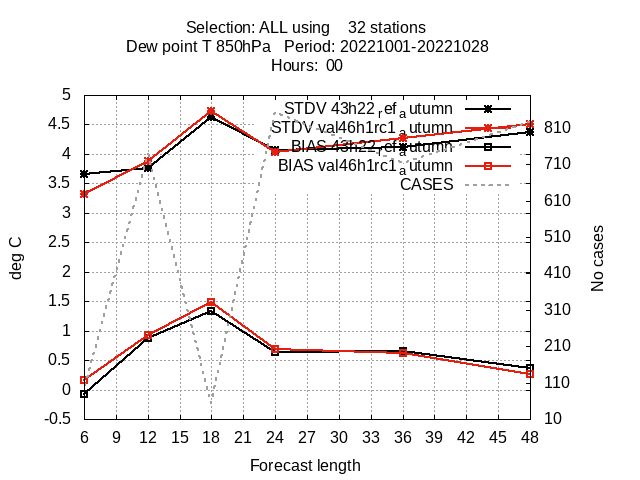 Selection: ALL using 32 stations
Dew point T 850hPa Period: 20221001-20221028
Hours: 00
STDV 43h22_ref_autumn
STDV val46h1rc1_autumn
BIAS 43h22_ref_autumn
BIAS val46h1rc1_autumn
CASES
deg C
5
4.5
4
3.5
3
2.5
2
1.5
1
0.5
0
-0.5
810
710
610
510
410
310
210
110
10
No cases
6 9 12 15 18 21 24 27 30 33 36 39 42 45 48
Forecast length